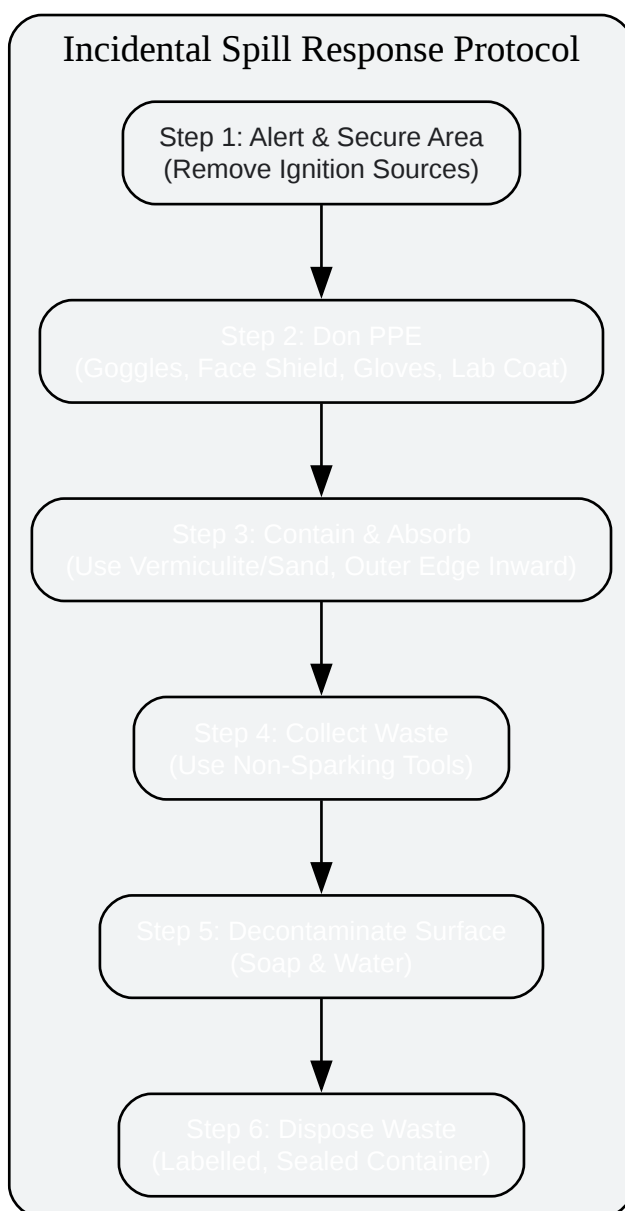 Incidental Spill Response Protocol
Step 1: Alert & Secure Area
(Remove Ignition Sources)
Step 2: Don PPE
(Goggles, Face Shield, Gloves, Lab Coat)
Step 3: Contain & Absorb
(Use Vermiculite/Sand, Outer Edge Inward)
Step 4: Collect Waste
(Use Non-Sparking Tools)
Step 5: Decontaminate Surface
(Soap & Water)
Step 6: Dispose Waste
(Labelled, Sealed Container)